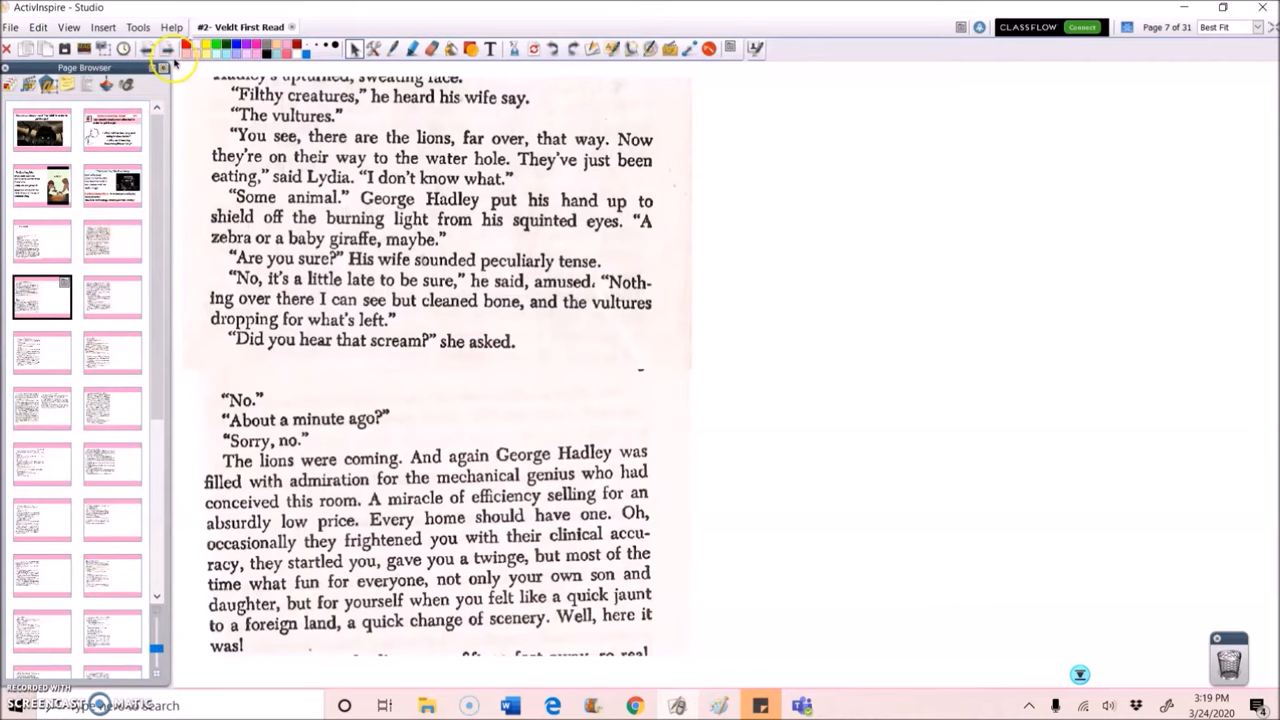 ActivInspire - Studio
File Edit View Insert Tools Help
#2- Veldt First Read
CLASSFLOW Connect
Page 7 of 31
Best Fit
Page Browser
Hadley's upturned, sweating face.
“Filthy creatures,” he heard his wife say.
“The vultures.”
“You see, there are the lions, far over, that way. Now
they're on their way to the water hole. They've just been
eating,” said Lydia. “I don't know what.”
“Some animal.” George Hadley put his hand up to
shield off the burning light from his squinted eyes. “A
zebra or a baby giraffe, maybe.”
“Are you sure?” His wife sounded peculiarly tense.
“No, it's a little late to be sure,” he said, amused. “Noth-
ing over there I can see but cleaned bone, and the vultures
dropping for what's left.”
“Did you hear that scream?” she asked.
“No.”
“About a minute ago?”
“Sorry, no.”
The lions were coming. And again George Hadley was
filled with admiration for the mechanical genius who had
conceived this room. A miracle of efficiency selling for an
absurdly low price. Every home should have one. Oh,
occasionally they frightened you with their clinical accu-
racy, they startled you, gave you a twinge, but most of the
time what fun for everyone, not only your own son and
daughter, but for yourself when you felt like a quick jaunt
to a foreign land, a quick change of scenery. Well, here it
was!
RECORDED WITH
SCREENCAST MATIC
here to search
3:19 PM
3/24/2020